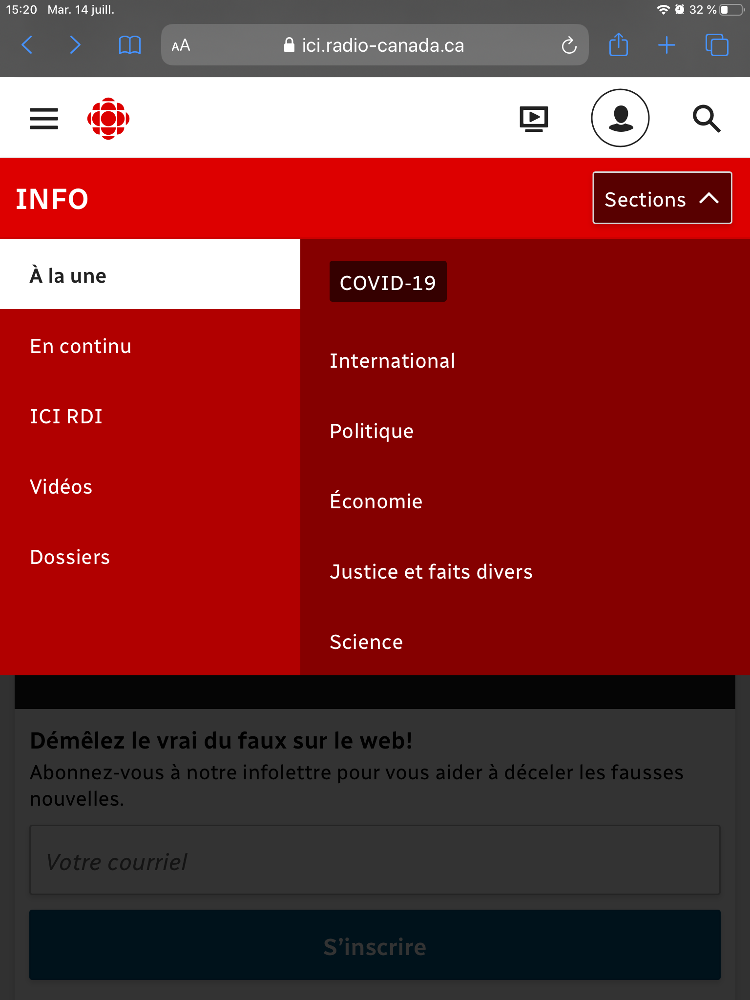 15:20 Mar. 14 juill.
32 %
AA
ici.radio-canada.ca
INFO
Sections
À la une
En continu
ICI RDI
Vidéos
Dossiers
COVID-19
International
Politique
Économie
Justice et faits divers
Science
Démêlez le vrai du faux sur le web!
Abonnez-vous à notre infolettre pour vous aider à déceler les fausses
nouvelles.
Votre courriel
S’inscrire